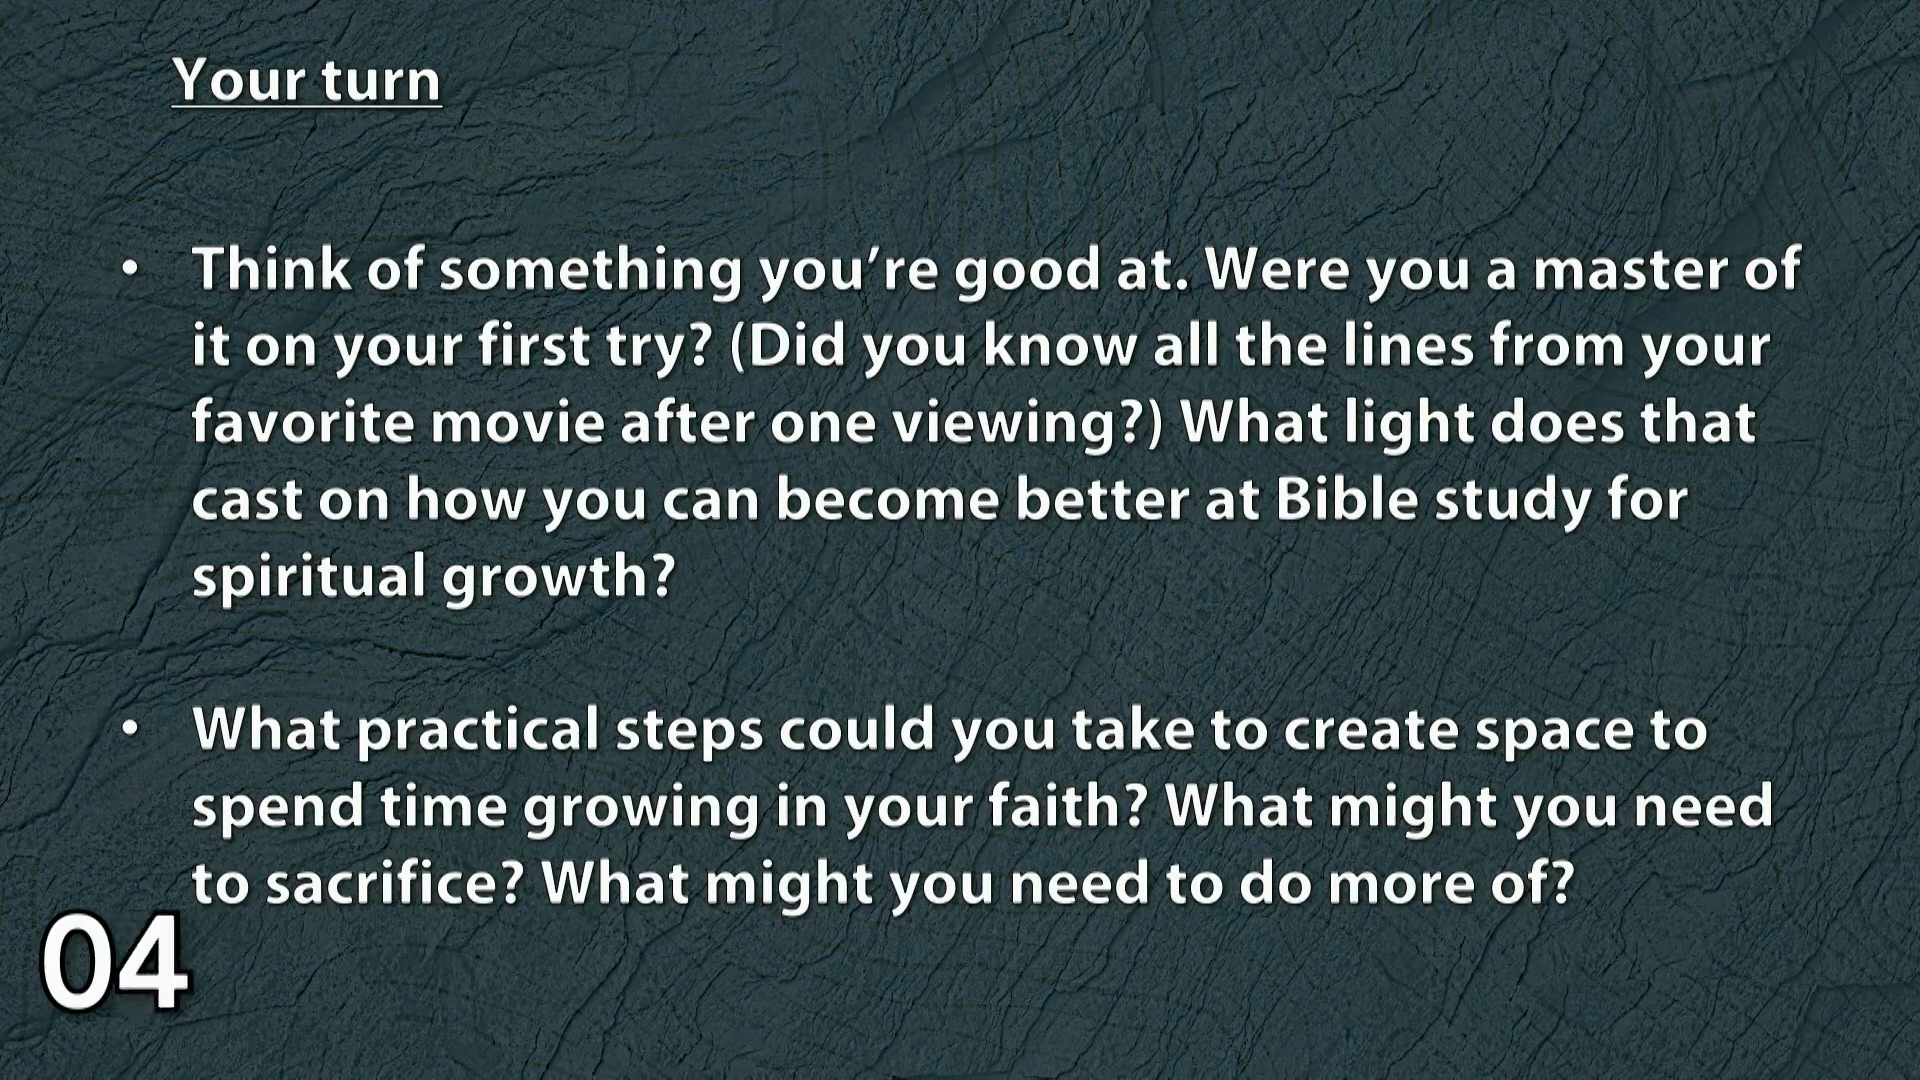 Your turn
• Think of something you’re good at. Were you a master of
it on your first try? (Did you know all the lines from your
favorite movie after one viewing?) What light does that
cast on how you can become better at Bible study for
spiritual growth?
• What practical steps could you take to create space to
spend time growing in your faith? What might you need
to sacrifice? What might you need to do more of?
04